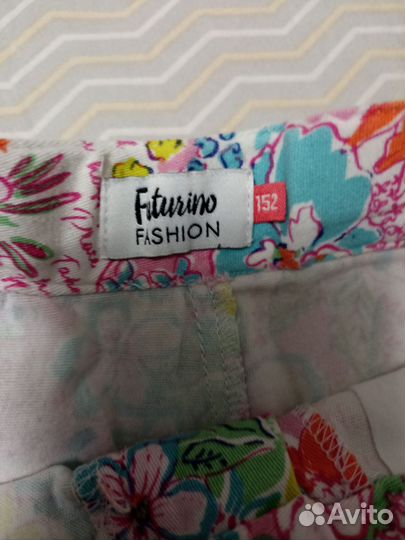 Futurino
FASHION
152
Avito